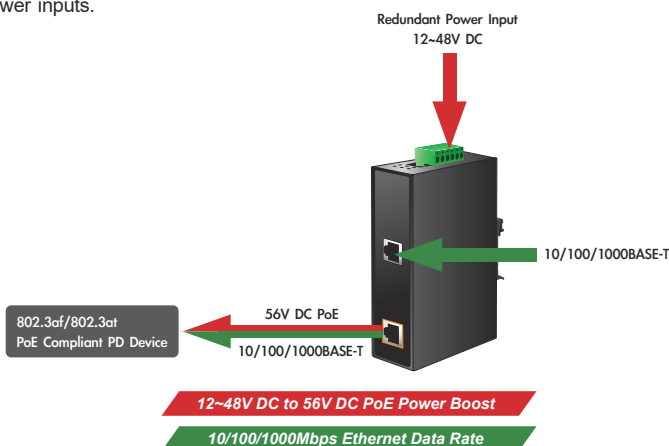 wer inputs.
Redundant Power Input
12~48V DC
10/100/1000BASE-T
56V DC PoE
802.3af/802.3at
PoE Compliant PD Device
10/100/1000BASE-T
12~48V DC to 56V DC PoE Power Boost
10/100/1000Mbps Ethernet Data Rate